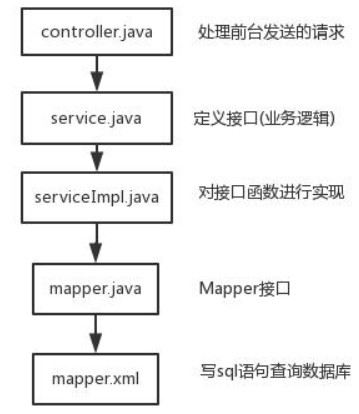 controller.java 处理前台发送的请求
service.java 定义接口(业务逻辑)
serviceImpl.java 对接口函数进行实现
mapper.java Mapper接口
mapper.xml 写sql语句查询数据库